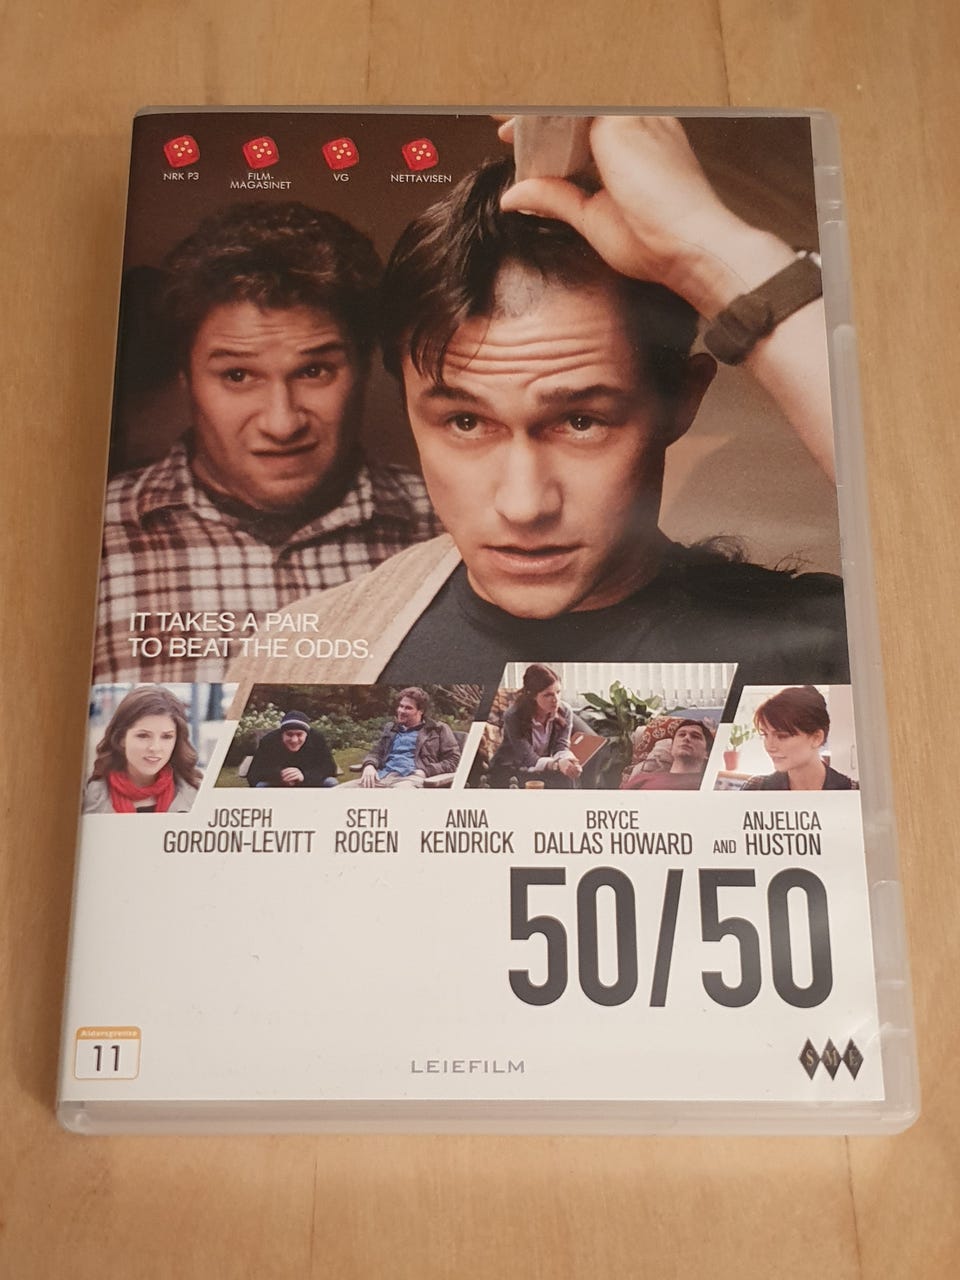 NRK P3
FILM-
MAGASINET
VG
NETTAVISEN
IT TAKES A PAIR
TO BEAT THE ODDS.
JOSEPH
GORDON-LEVITT
SETH
ROGEN
ANNA
KENDRICK
BRYCE
DALLAS HOWARD
AND
ANJELICA
HUSTON
50/50
Aldersgrense
11
LEIEFILM
SME